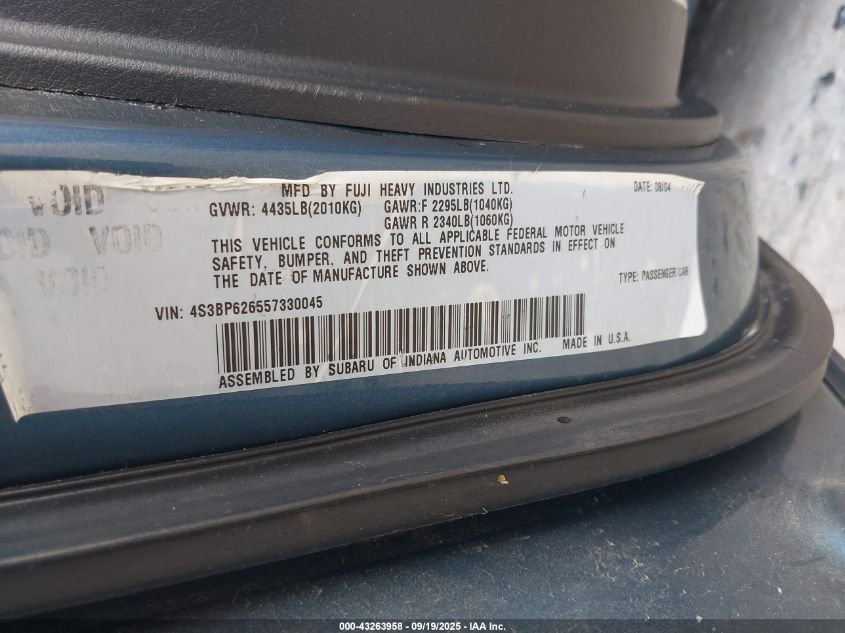 VOID
VOID VOID
VOID
MFD BY FUJI HEAVY INDUSTRIES LTD. DATE: 08/04
GVWR: 4435LB(2010KG) GAWR:F 2295LB(1040KG)
GAWR R 2340LB(1060KG)
THIS VEHICLE CONFORMS TO ALL APPLICABLE FEDERAL MOTOR VEHICLE
SAFETY, BUMPER, AND THEFT PREVENTION STANDARDS IN EFFECT ON
THE DATE OF MANUFACTURE SHOWN ABOVE.
TYPE: PASSENGER CAR
VIN: 4S3BP626557330045
ASSEMBLED BY SUBARU OF INDIANA AUTOMOTIVE INC. MADE IN U.S.A.
000-43263958 - 09/19/2025 - IAA Inc.